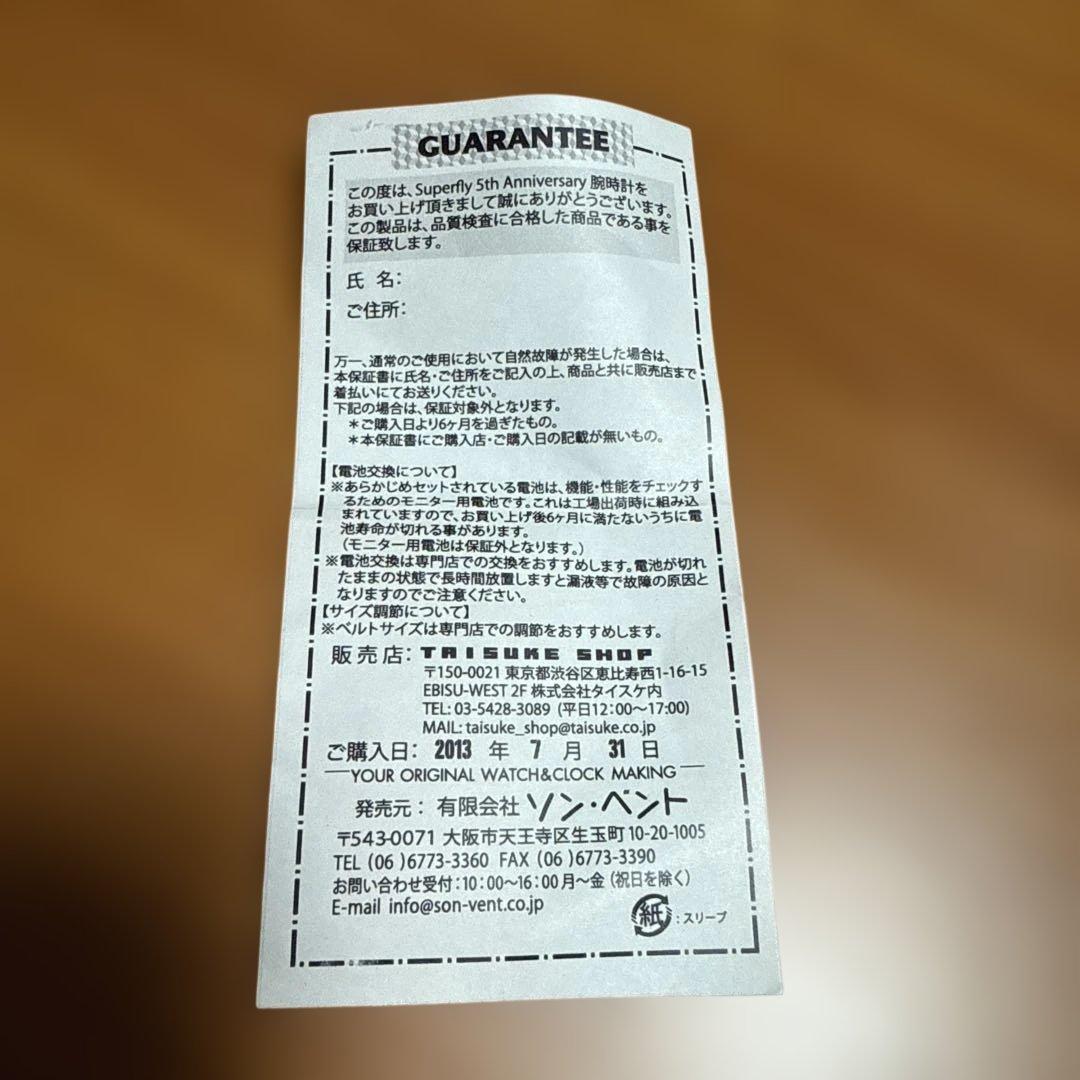 GUARANTEE
この度は、Superfly 5th Anniversary 腕時計を
お買い上げ頂きまして誠にありがとうございます。
この製品は、品質検査に合格した商品である事を
保証致します。
氏 名:
ご住所:
万一、通常のご使用において自然故障が発生した場合は、
本保証書に氏名・ご住所をご記入の上、商品と共に販売店まで
着払いにてお送りください。
下記の場合は、保証対象外となります。
＊ご購入日より6ヶ月を過ぎたもの。
＊本保証書にご購入店・ご購入日の記載が無いもの。
【電池交換について】
※あらかじめセットされている電池は、機能・性能をチェックす
るためのモニター用電池です。これは工場出荷時に組み込
まれていますので、お買い上げ後6ヶ月に満たないうちに電
池寿命が切れる事があります。
(モニター用電池は保証外となります。)
※電池交換は専門店での交換をおすすめします。電池が切れ
たままの状態で長時間放置しますと漏液等で故障の原因と
なりますのでご注意ください。
【サイズ調節について】
※ベルトサイズは専門店での調節をおすすめします。
販売店: TAISUKE SHOP
〒150-0021 東京都渋谷区恵比寿西1-16-15
EBISU-WEST 2F 株式会社タイスケ内
TEL: 03-5428-3089 (平日12:00～17:00)
MAIL: taisuke_shop@taisuke.co.jp
ご購入日: 2013 年 7 月 31 日
YOUR ORIGINAL WATCH&CLOCK MAKING
発売元: 有限会社 ソン・ベント
〒543-0071 大阪市天王寺区生玉町10-20-1005
TEL (06 )6773-3360 FAX (06 )6773-3390
お問い合わせ受付:10:00～16:00 月～金 (祝日を除く)
E-mail info@son-vent.co.jp
紙 :スリーブ